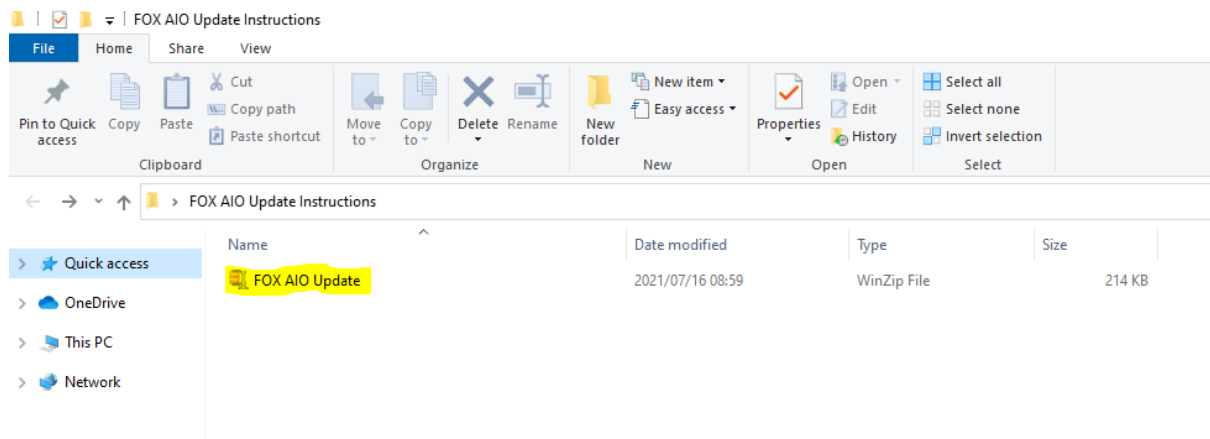 FOX AIO Update Instructions
File Home Share View
Pin to Quick access
Copy
Paste
Cut
Copy path
Paste shortcut
Clipboard
Move to
Copy to
Delete
Rename
Organize
New folder
New item
Easy access
New
Properties
Open
Edit
History
Open
Select all
Select none
Invert selection
Select
FOX AIO Update Instructions
Name Date modified Type Size
FOX AIO Update 2021/07/16 08:59 WinZip File 214 KB
Quick access
OneDrive
This PC
Network